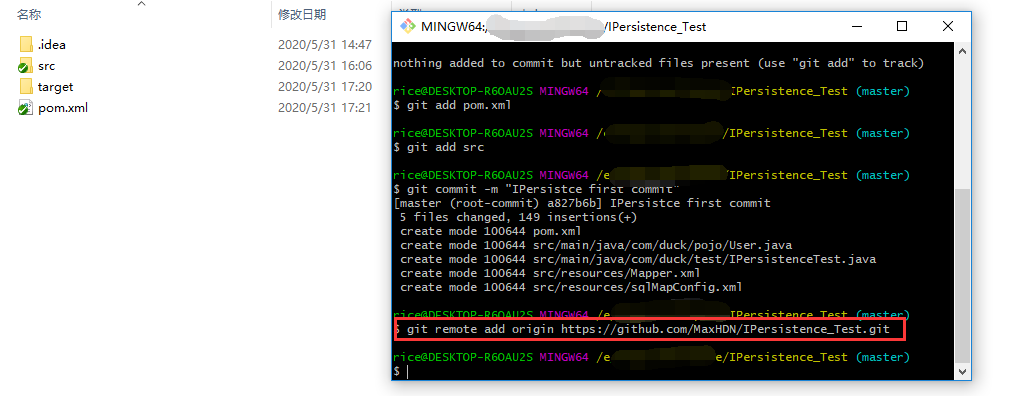 名称
修改日期
.idea
2020/5/31 14:47
src
2020/5/31 16:06
target
2020/5/31 17:20
pom.xml
2020/5/31 17:21
MINGW64:/ /IPersistence_Test
nothing added to commit but untracked files present (use "git add" to track)
rice@DESKTOP-R6OAU2S MINGW64 / IPersistence_Test (master)
$ git add pom.xml
rice@DESKTOP-R6OAU2S MINGW64 /e /IPersistence_Test (master)
$ git add src
rice@DESKTOP-R6OAU2S MINGW64 /e /IPersistence_Test (master)
$ git commit -m "IPersistce first commit"
[master (root-commit) a827b6b] IPersistce first commit
5 files changed, 149 insertions(+)
create mode 100644 pom.xml
create mode 100644 src/main/java/com/duck/pojo/User.java
create mode 100644 src/main/java/com/duck/test/IPersistenceTest.java
create mode 100644 src/resources/Mapper.xml
create mode 100644 src/resources/sqlMapConfig.xml
rice@DESKTOP-R6OAU2S MINGW64 /e /IPersistence_Test (master)
$ git remote add origin https://github.com/MaxHDN/IPersistence_Test.git
rice@DESKTOP-R6OAU2S MINGW64 /e e/IPersistence_Test (master)
$